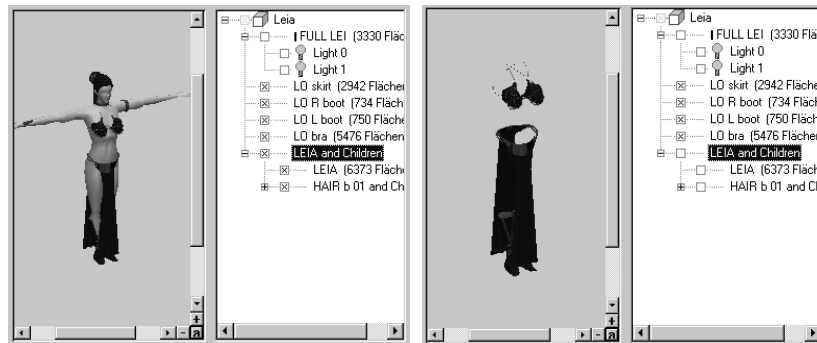 Leia
FULL LEI (3330 Fläc
Light 0
Light 1
LO skirt (2942 Flächen
LO R boot (734 Fläch
LO L boot (750 Fläche
LO bra (5476 Flächen
LEIA and Children
LEIA (6373 Fläch
HAIR b 01 and Ch
a
Leia
FULL LEI (3330 Fläc
Light 0
Light 1
LO skirt (2942 Fläche
LO R boot (734 Fläch
LO L boot (750 Fläche
LO bra (5476 Flächer
LEIA and Children
LEIA (6373 Fläch
HAIR b 01 and Ch
a